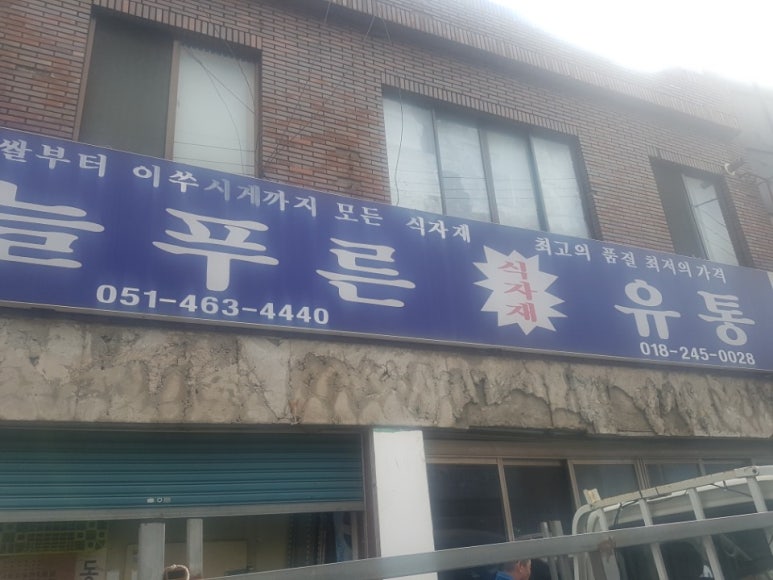 쌀부터 이쑤시개까지 모든 식자재
최고의 품질 최저의 가격
늘푸른
식자재
유통
051-463-4440
018-245-0028